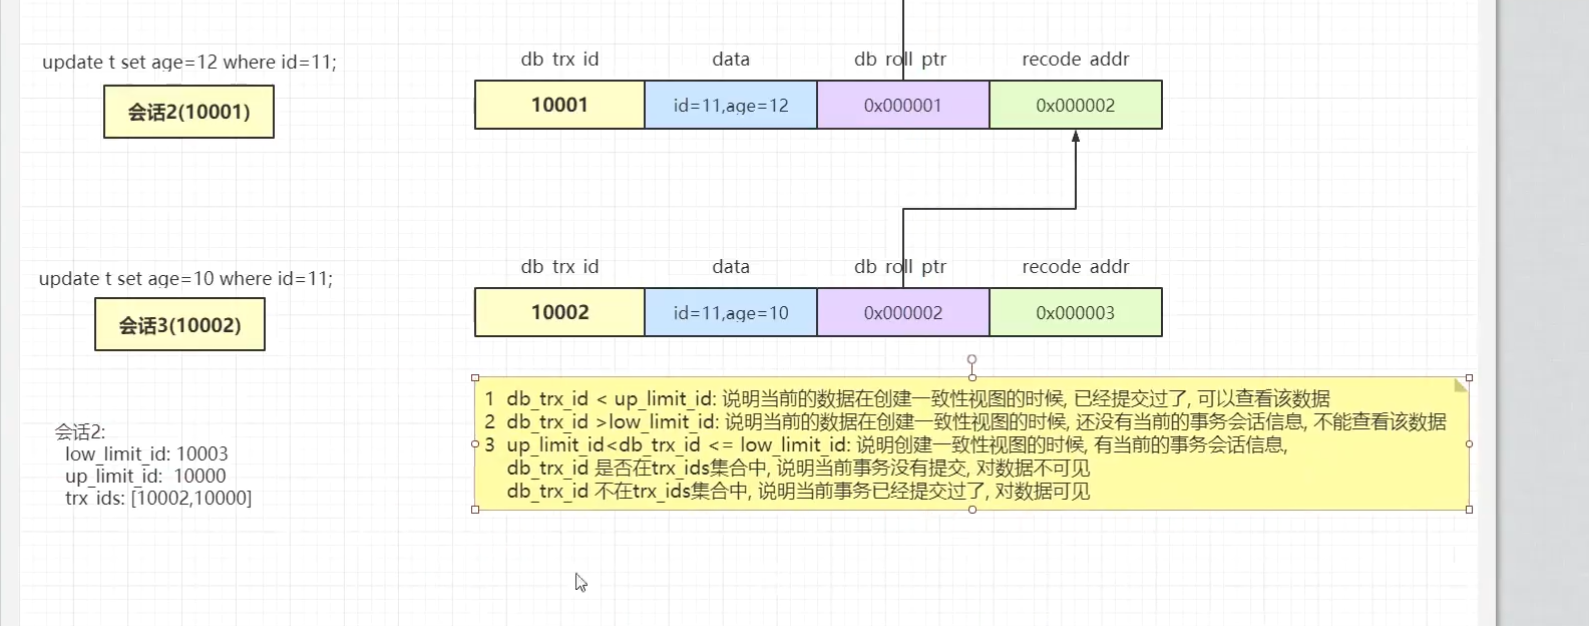 update t set age=12 where id=11;
会话2(10001)
db trx id data db roll ptr recode addr
10001 id=11,age=12 0x000001 0x000002
update t set age=10 where id=11;
会话3(10002)
db trx id data db roll ptr recode addr
10002 id=11,age=10 0x000002 0x000003
1 db_trx_id < up_limit_id: 说明当前的数据在创建一致性视图的时候, 已经提交过了, 可以查看该数据
2 db_trx_id >low_limit_id: 说明当前的数据在创建一致性视图的时候, 还没有当前的事务会话信息, 不能查看该数据
3 up_limit_id<db_trx_id <= low_limit_id: 说明创建一致性视图的时候, 有当前的事务会话信息,
db_trx_id 是否在trx_ids集合中, 说明当前事务没有提交, 对数据不可见
db_trx_id 不在trx_ids集合中, 说明当前事务已经提交过了, 对数据可见
会话2:
low_limit_id: 10003
up_limit_id: 10000
trx_ids: [10002,10000]